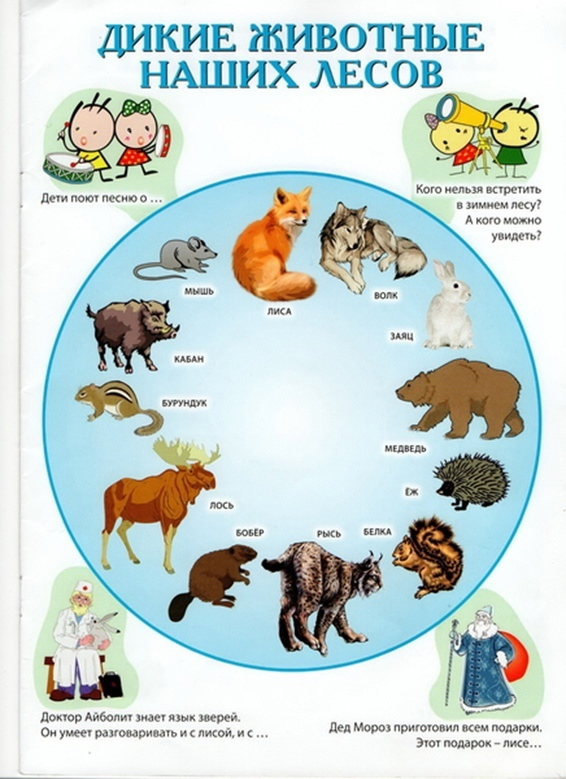 ДИКИЕ ЖИВОТНЫЕ
НАШИХ ЛЕСОВ
Дети поют песню о ...
Кого нельзя встретить
в зимнем лесу?
А кого можно
увидеть?
МЫШЬ
ЛИСА
ВОЛК
ЗАЯЦ
КАБАН
БУРУНДУК
МЕДВЕДЬ
ЁЖ
ЛОСЬ
БОБЁР
РЫСЬ
БЕЛКА
Доктор Айболит знает язык зверей.
Он умеет разговаривать и с лисой, и с ...
Дед Мороз приготовил всем подарки.
Этот подарок – лисе...